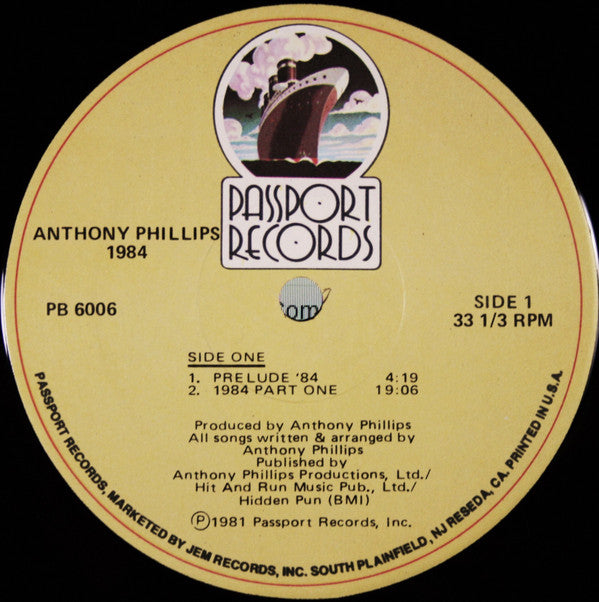 PASSPORT
RECORDS
ANTHONY PHILLIPS
1984
PB 6006
SIDE 1
33 1/3 RPM
com
SIDE ONE
1. PRELUDE '84 4:19
2. 1984 PART ONE 19:06
Produced by Anthony Phillips
All songs written & arranged by
Anthony Phillips
Published by
Anthony Phillips Productions, Ltd./
Hit And Run Music Pub., Ltd./
Hidden Pun (BMI)
Ⓟ1981 Passport Records, Inc.
PASSPORT RECORDS, MARKETED BY JEM RECORDS, INC. SOUTH PLAINFIELD, NJ RESEDA, CA. PRINTED IN U.S.A.